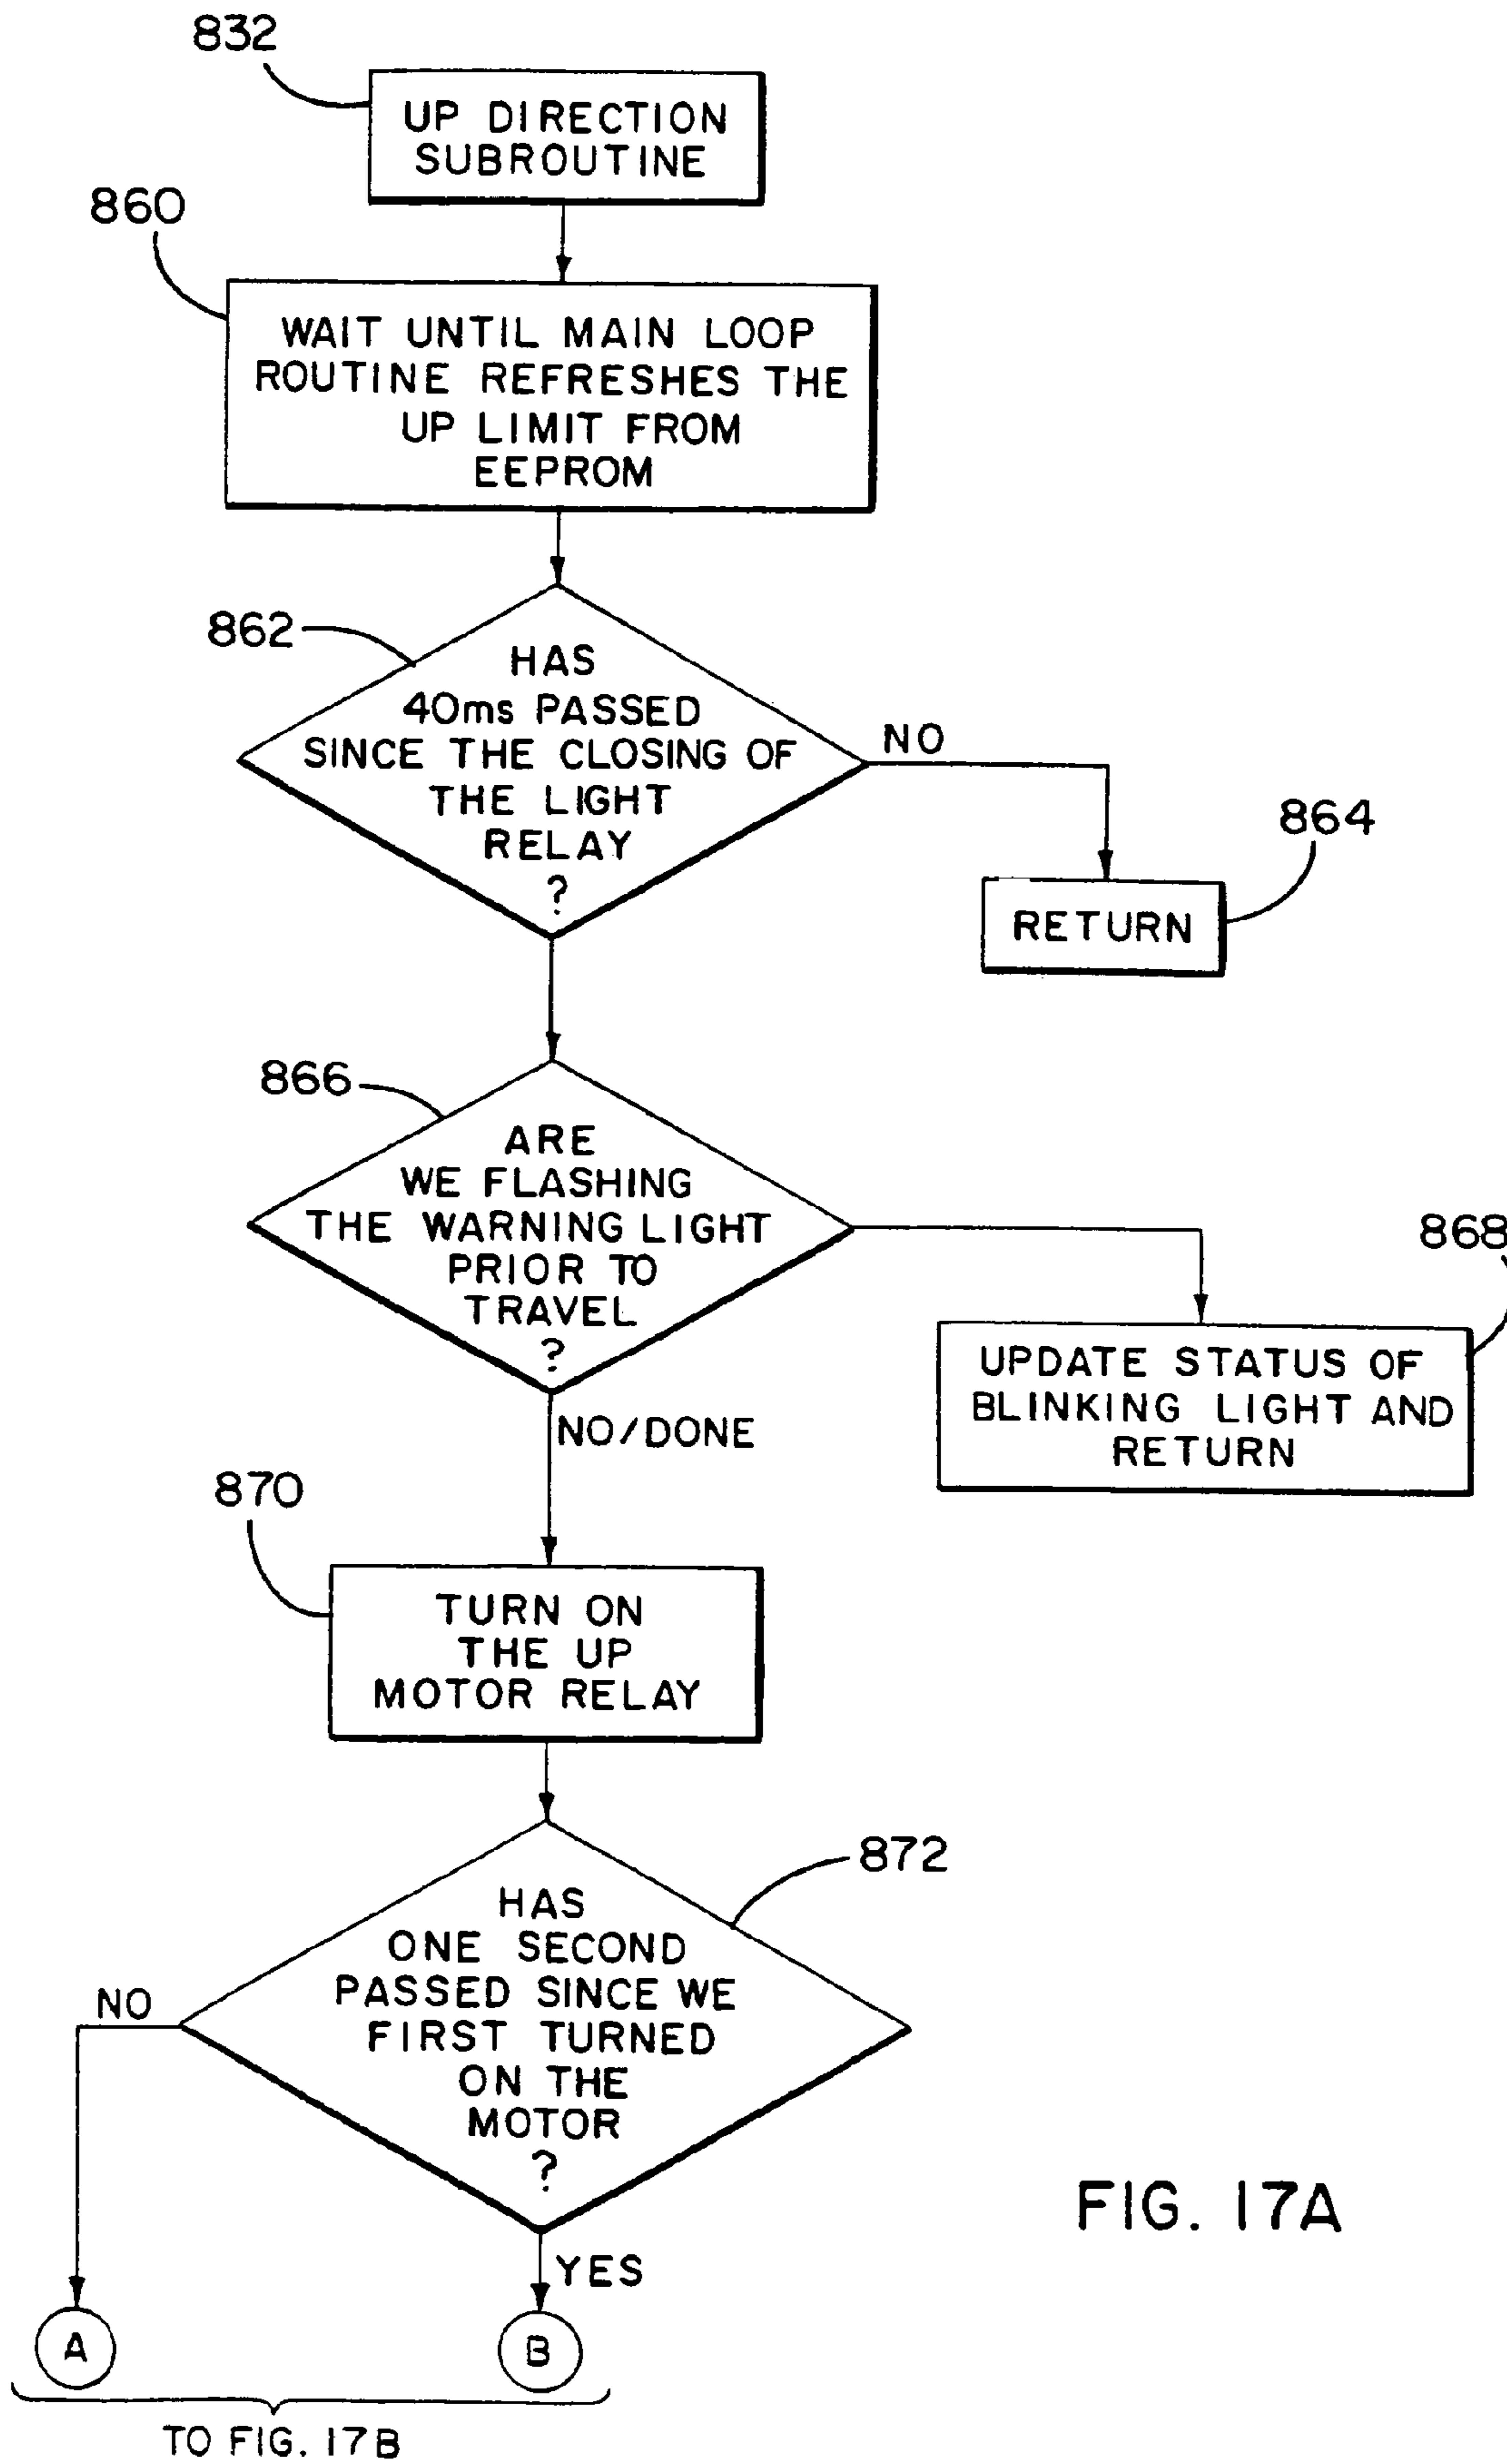 832
UP DIRECTION
SUBROUTINE
860
WAIT UNTIL MAIN LOOP
ROUTINE REFRESHES THE
UP LIMIT FROM
EEPROM
862
HAS
40ms PASSED
SINCE THE CLOSING OF
THE LIGHT
RELAY
?
NO
864
RETURN
866
ARE
WE FLASHING
THE WARNING LIGHT
PRIOR TO
TRAVEL
?
868
UPDATE STATUS OF
BLINKING LIGHT AND
RETURN
NO/DONE
870
TURN ON
THE UP
MOTOR RELAY
872
HAS
ONE SECOND
PASSED SINCE WE
FIRST TURNED
ON THE
MOTOR
?
NO
YES
A
B
TO FIG. 17B
FIG. 17A